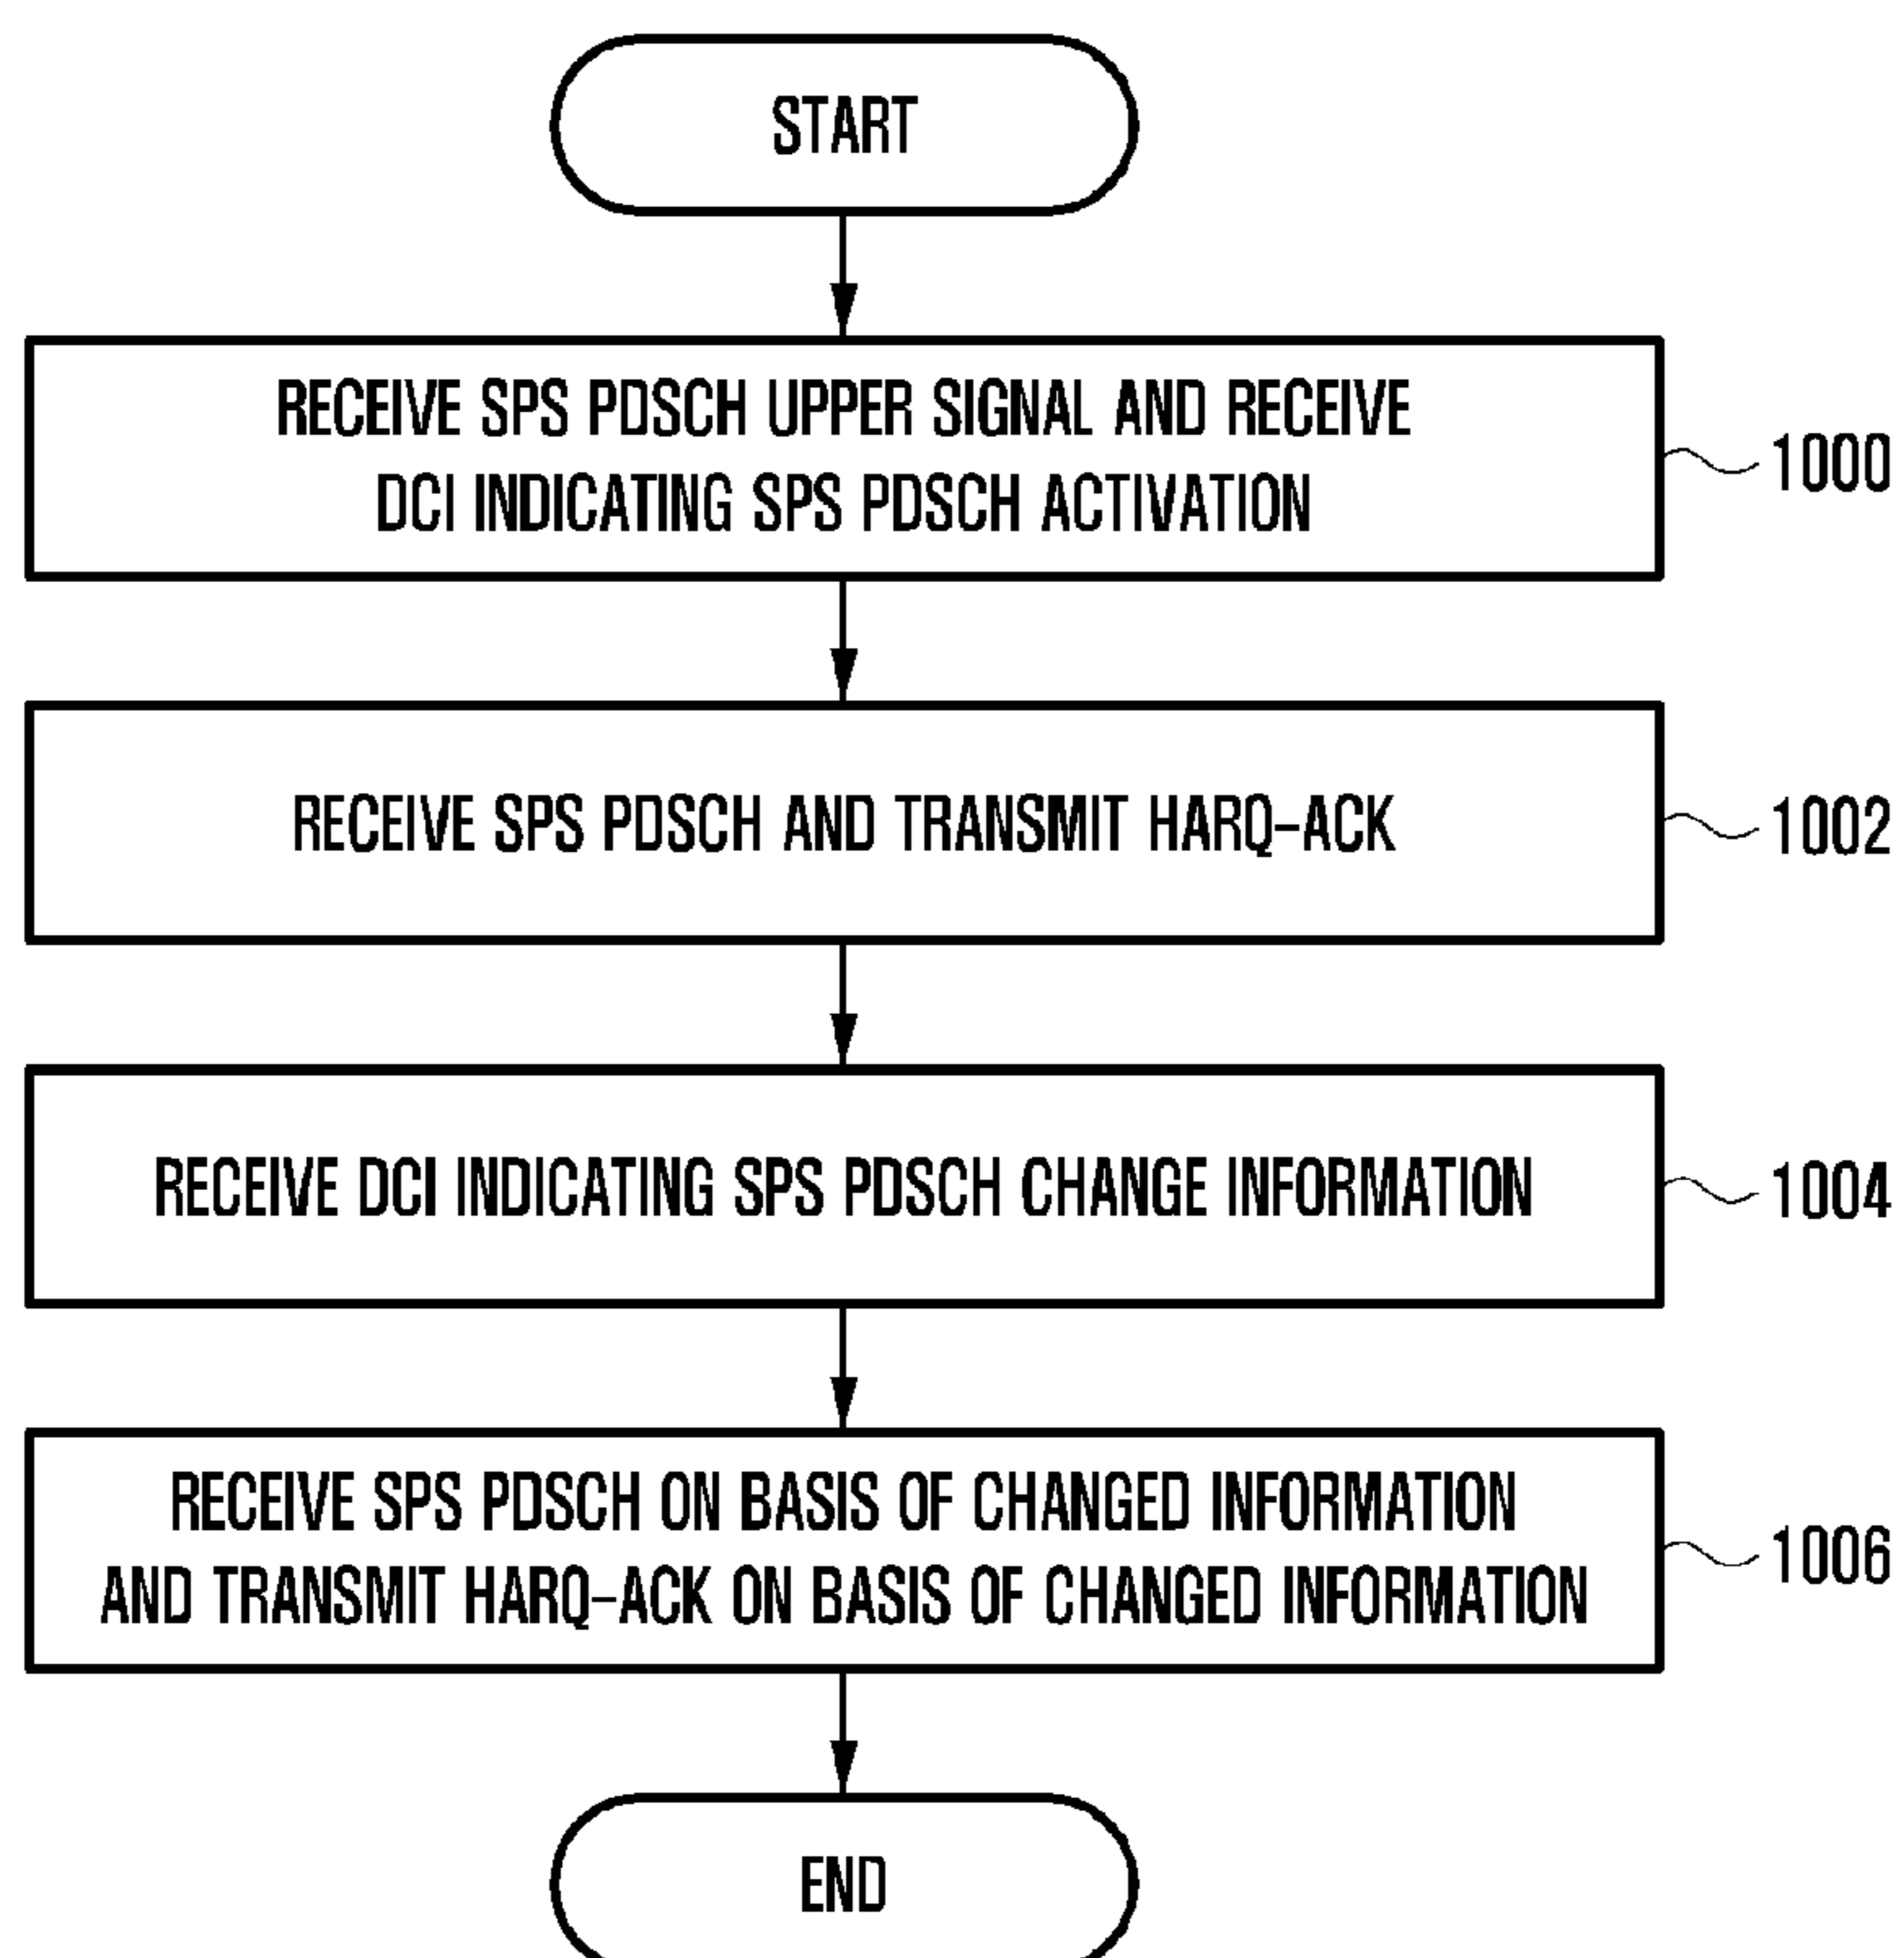 START
RECEIVE SPS PDSCH UPPER SIGNAL AND RECEIVE
DCI INDICATING SPS PDSCH ACTIVATION
1000
RECEIVE SPS PDSCH AND TRANSMIT HARQ-ACK
1002
RECEIVE DCI INDICATING SPS PDSCH CHANGE INFORMATION
1004
RECEIVE SPS PDSCH ON BASIS OF CHANGED INFORMATION
AND TRANSMIT HARQ-ACK ON BASIS OF CHANGED INFORMATION
1006
END